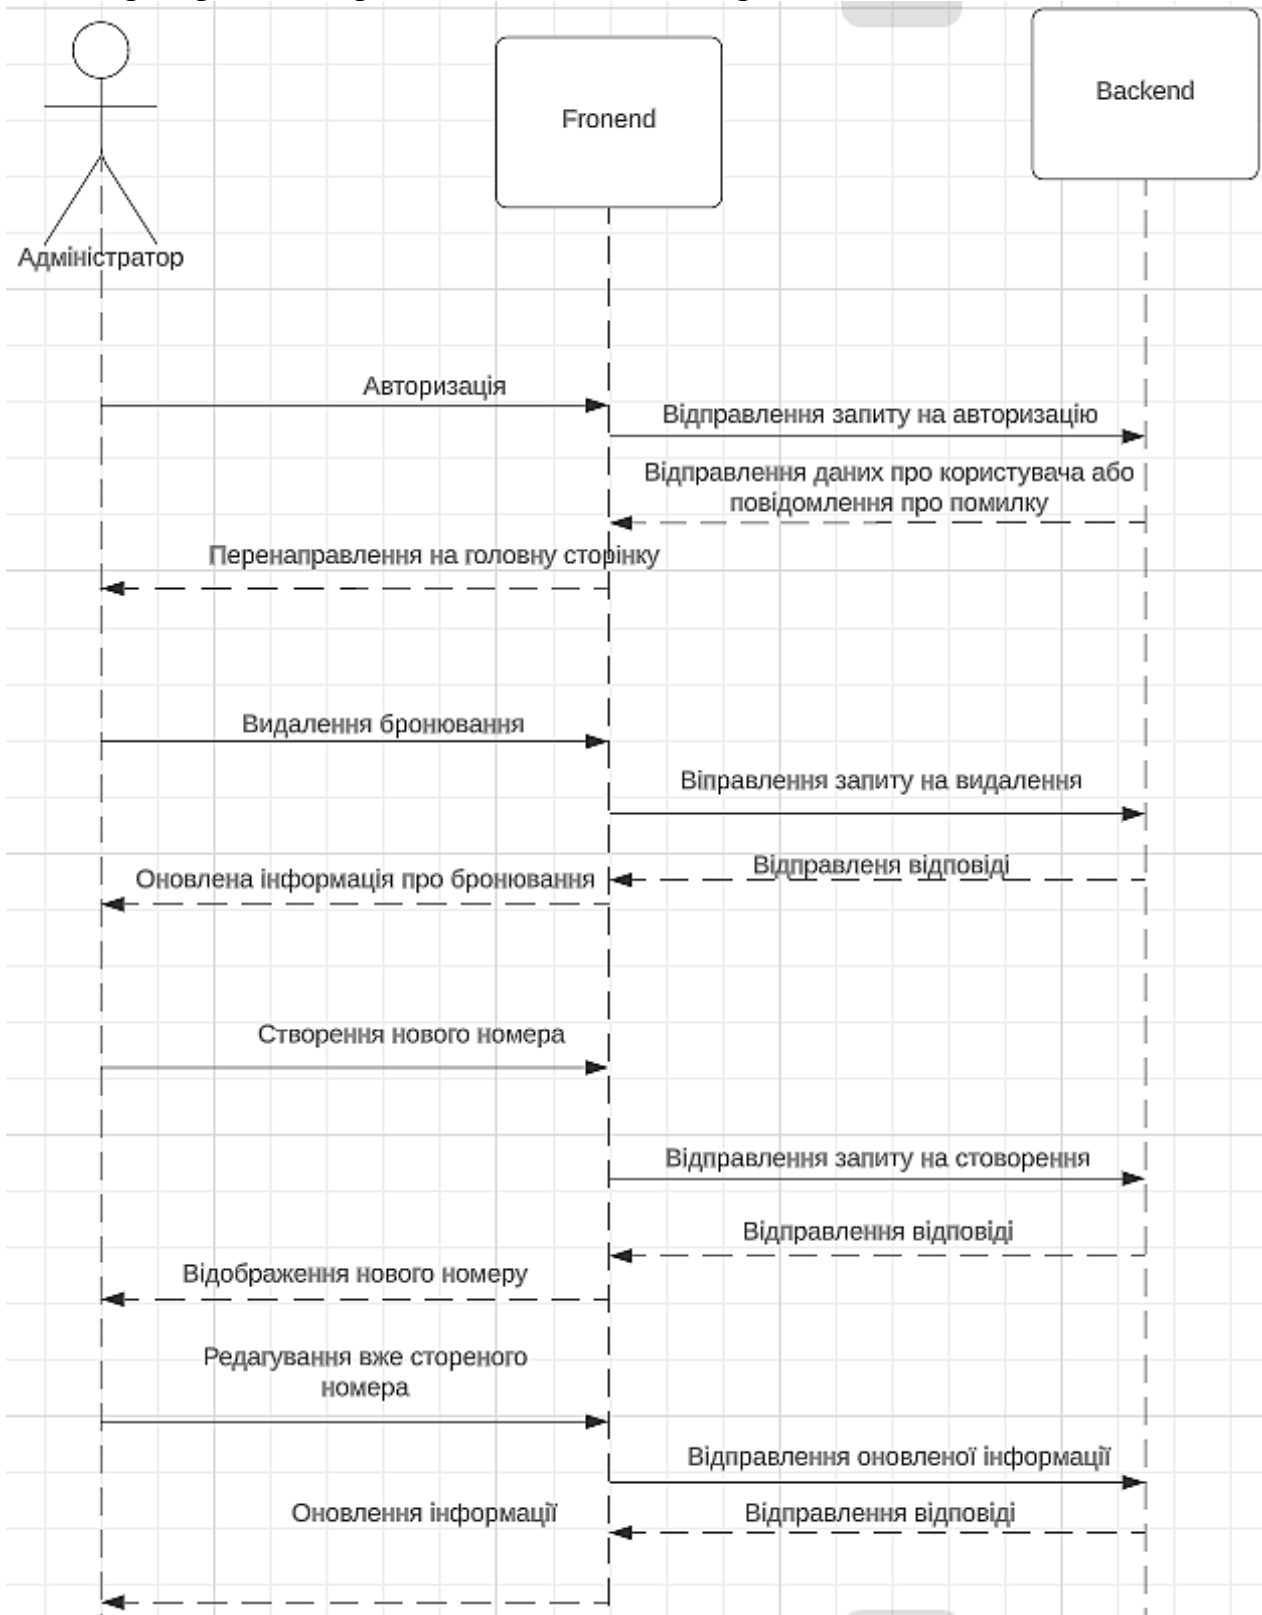 Fronend
Backend
Адміністратор
Авторизація
Відправлення запиту на авторизацію
Відправлення даних про користувача або
повідомлення про помилку
Перенаправлення на головну сторінку
Видалення бронювання
Віправлення запиту на видалення
Відправленя відповіді
Оновлена інформація про бронювання
Створення нового номера
Відправлення запиту на стоворення
Відправлення відповіді
Відображення нового номеру
Редагування вже стореного
номера
Відправлення оновленої інформації
Оновлення інформації
Відправлення відповіді